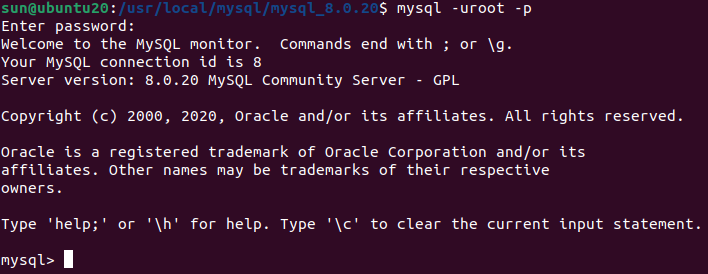 sun@ubuntu20:/usr/local/mysql/mysql_8.0.20$ mysql -uroot -p
Enter password:
Welcome to the MySQL monitor.  Commands end with ; or \g.
Your MySQL connection id is 8
Server version: 8.0.20 MySQL Community Server - GPL
Copyright (c) 2000, 2020, Oracle and/or its affiliates. All rights reserved.
Oracle is a registered trademark of Oracle Corporation and/or its
affiliates. Other names may be trademarks of their respective
owners.
Type 'help;' or '\h' for help. Type '\c' to clear the current input statement.
mysql>